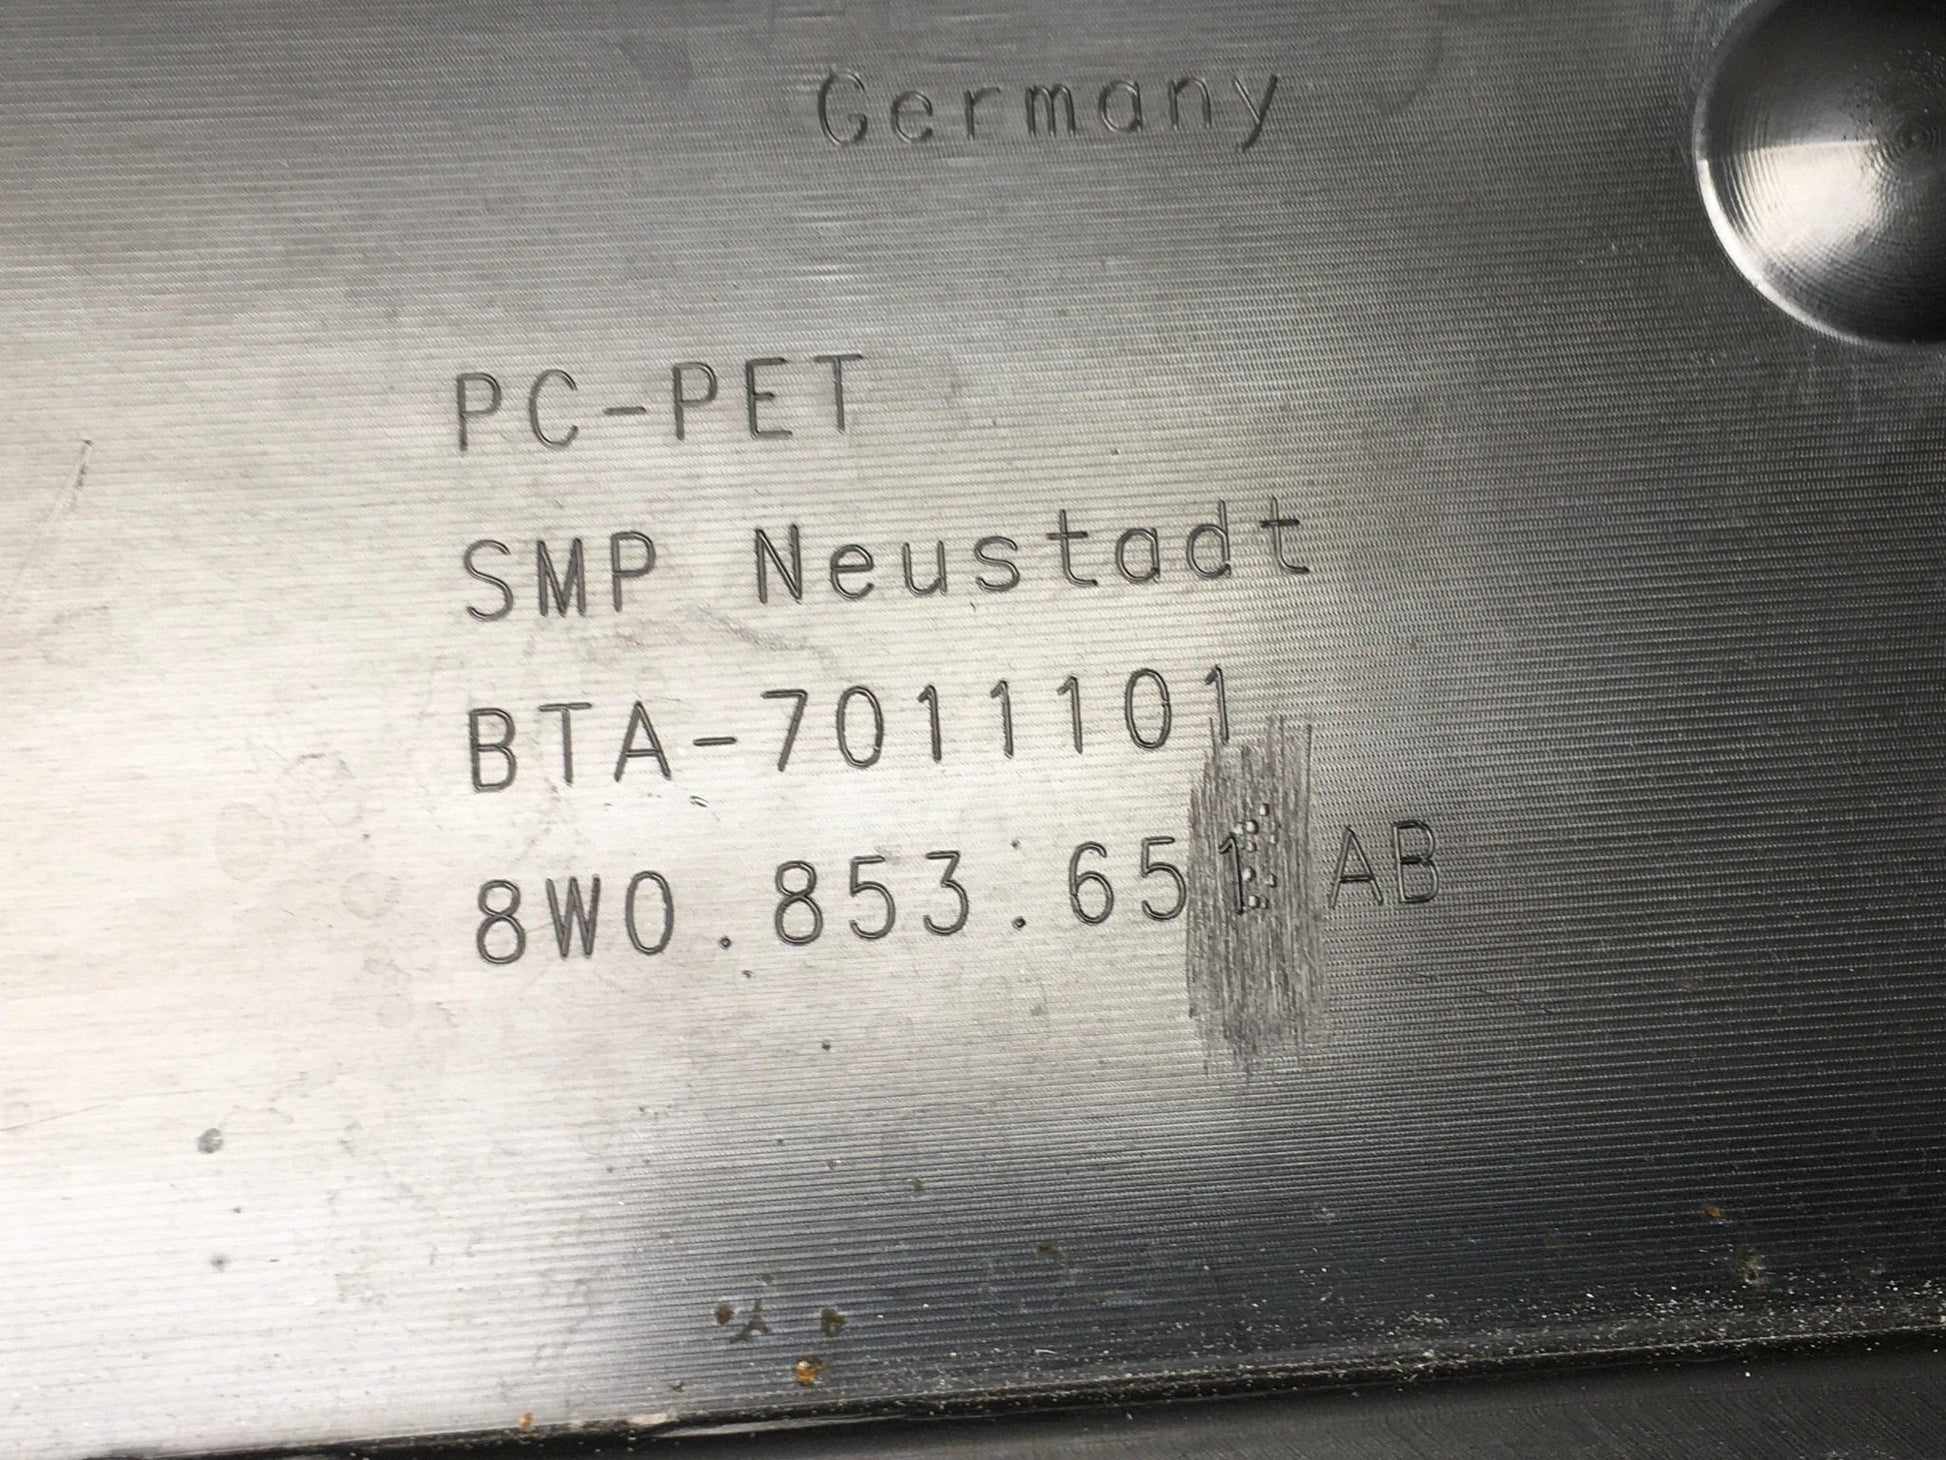 Germany
PC-PET
SMP Neustadt
BTA-7011101
8W0.853.651 AB